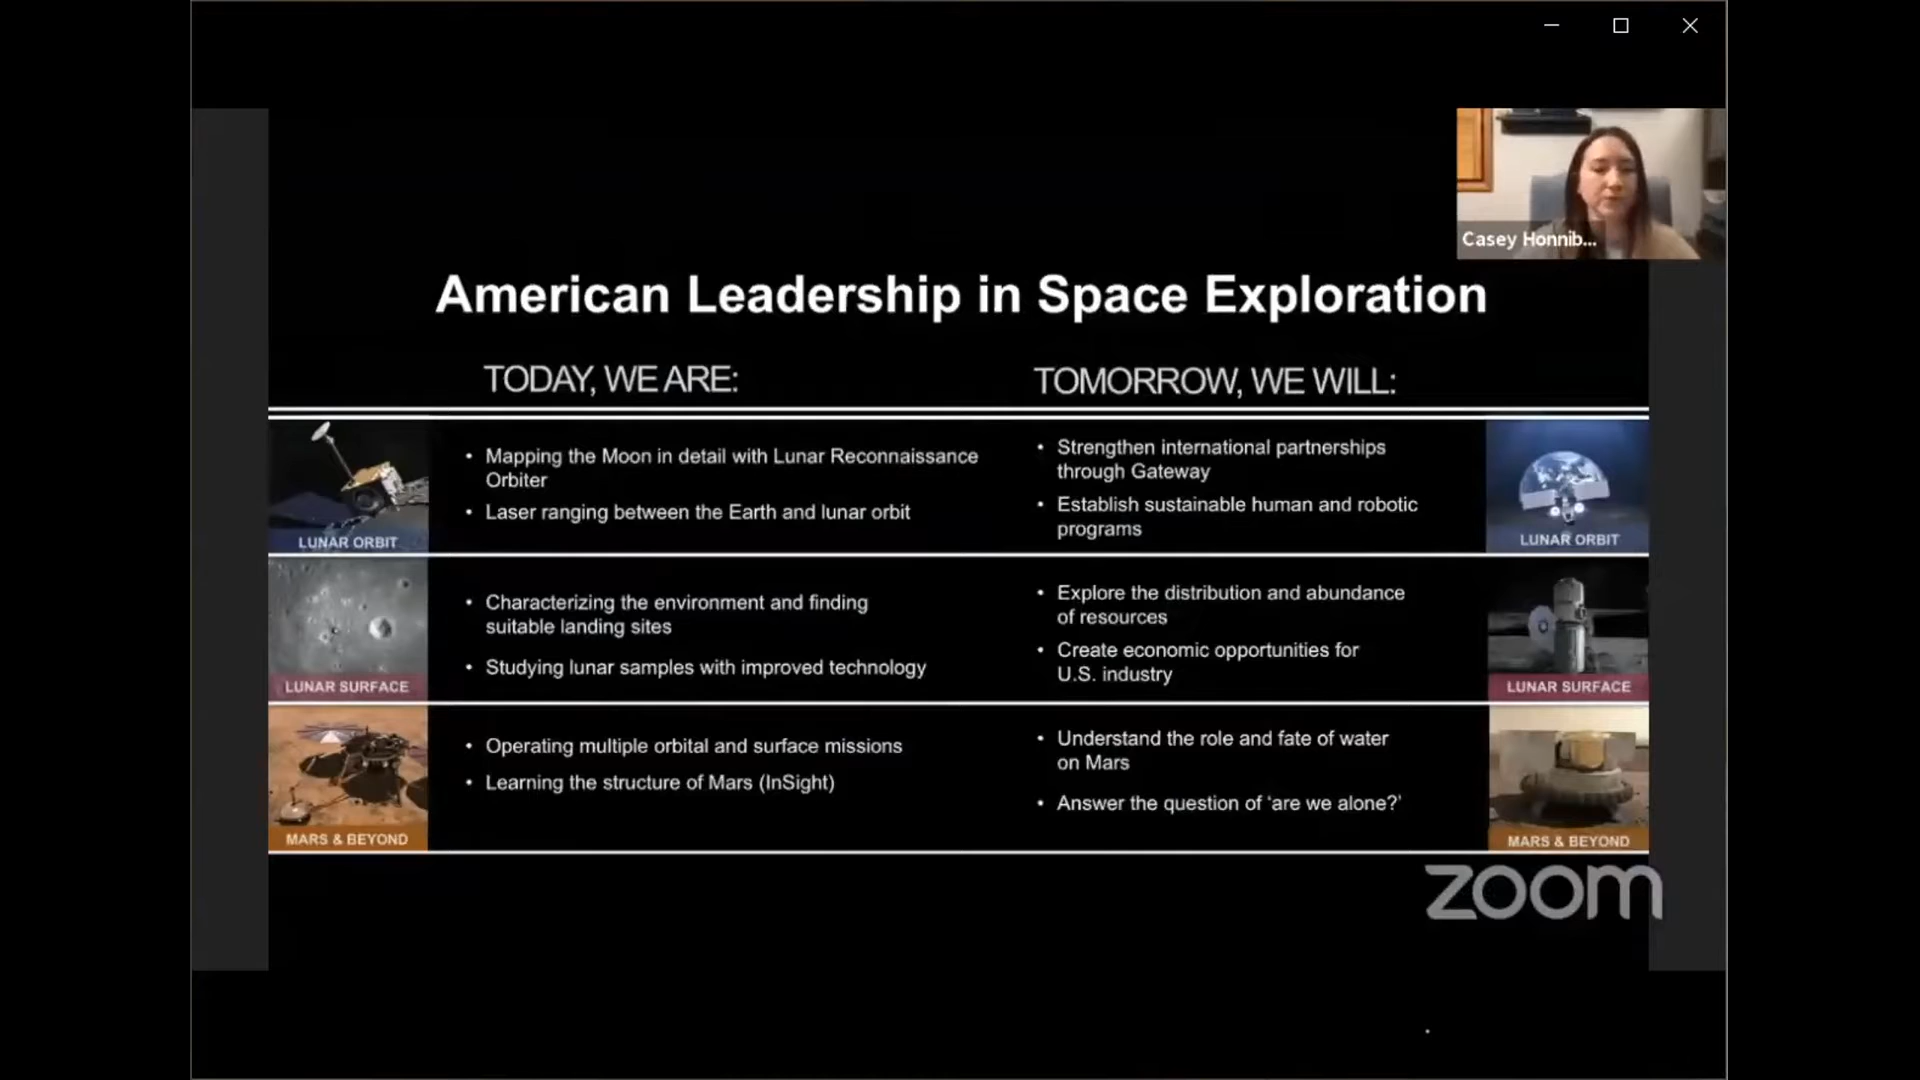 Casey Honnib...
American Leadership in Space Exploration
TODAY, WE ARE:
TOMORROW, WE WILL:
LUNAR ORBIT
• Mapping the Moon in detail with Lunar Reconnaissance
Orbiter
• Laser ranging between the Earth and lunar orbit
• Strengthen international partnerships
through Gateway
• Establish sustainable human and robotic
programs
LUNAR ORBIT
LUNAR SURFACE
• Characterizing the environment and finding
suitable landing sites
• Studying lunar samples with improved technology
• Explore the distribution and abundance
of resources
• Create economic opportunities for
U.S. industry
LUNAR SURFACE
MARS & BEYOND
• Operating multiple orbital and surface missions
• Learning the structure of Mars (InSight)
• Understand the role and fate of water
on Mars
• Answer the question of ‘are we alone?’
MARS & BEYOND
zoom